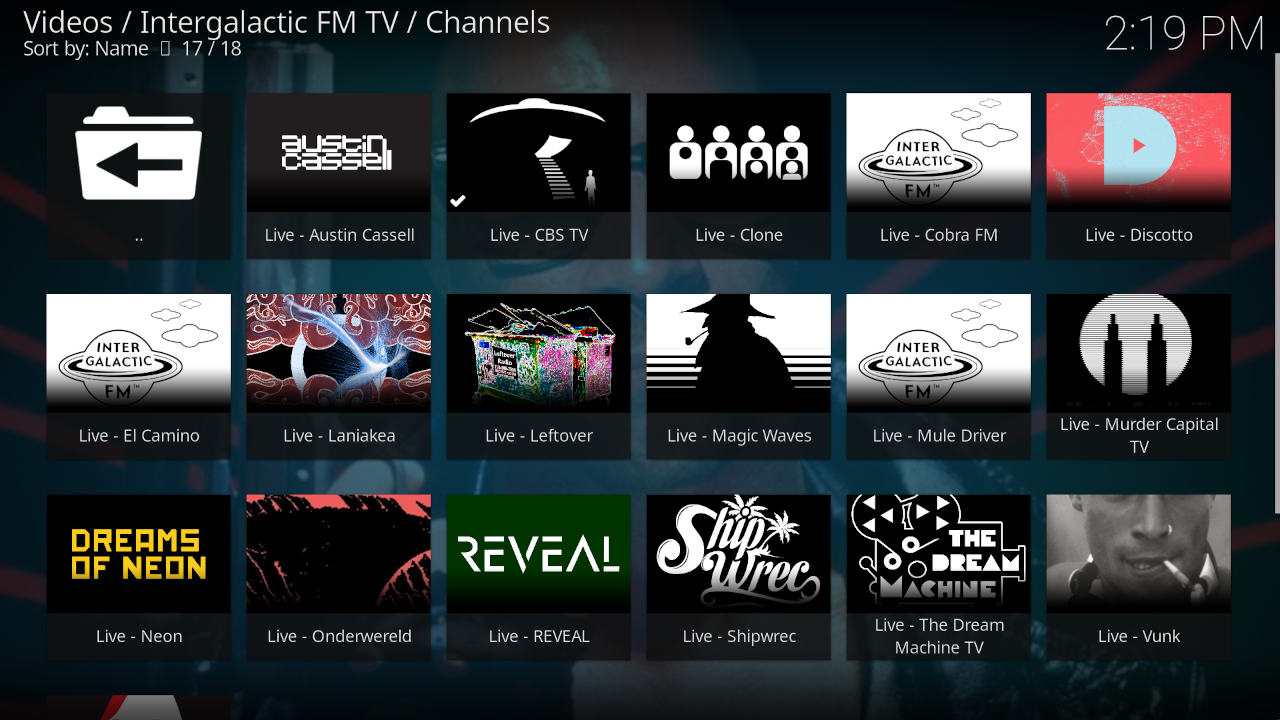 Videos / Intergalactic FM TV / Channels
Sort by: Name 17 / 18
2:19 PM
austin
cassell
INTER
GALACTIC
FM™
D
..
Live - Austin Cassell
Live - CBS TV
Live - Clone
Live - Cobra FM
Live - Discotto
INTER
GALACTIC
FM™
Leftover
Radio
INTER
GALACTIC
FM™
Live - El Camino
Live - Laniakea
Live - Leftover
Live - Magic Waves
Live - Mule Driver
Live - Murder Capital
TV
DREAMS
OF NEON
REVEAL
Ship
Wrec
THE
DREAM
MACHINE
Live - Neon
Live - Onderwereld
Live - REVEAL
Live - Shipwrec
Live - The Dream
Machine TV
Live - Vunk